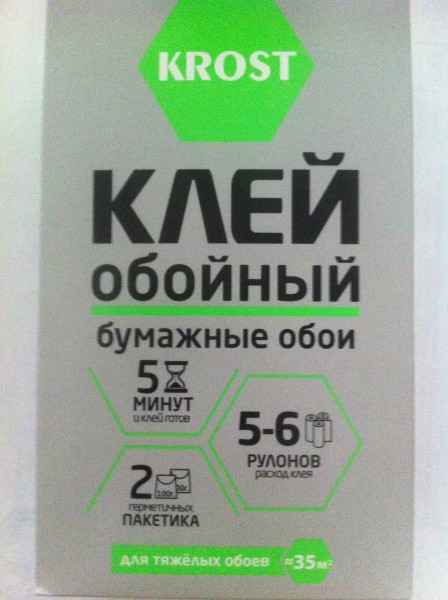 KROST
КЛЕЙ
обойный
бумажные обои
5
МИНУТ
и клей готов
5-6
РУЛОНОВ
расход клея
2
100г.
герметичных
ПАКЕТИКА
для тяжёлых обоев
≈35м²